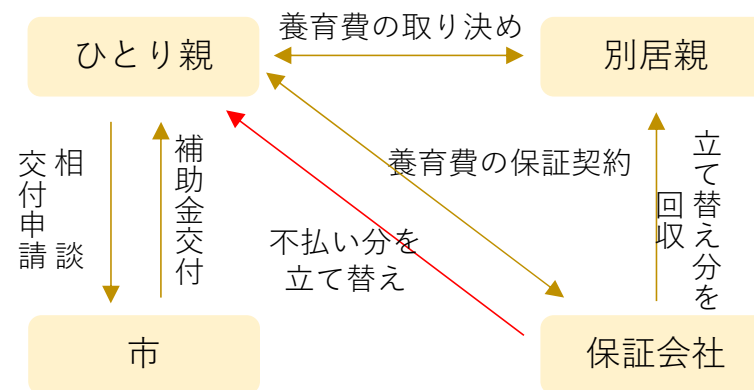 養育費の取り決め
ひとり親
別居親
相談
交付申請
補助金交付
養育費の保証契約
立て替え分を
回収
不払い分を
立て替え
市
保証会社